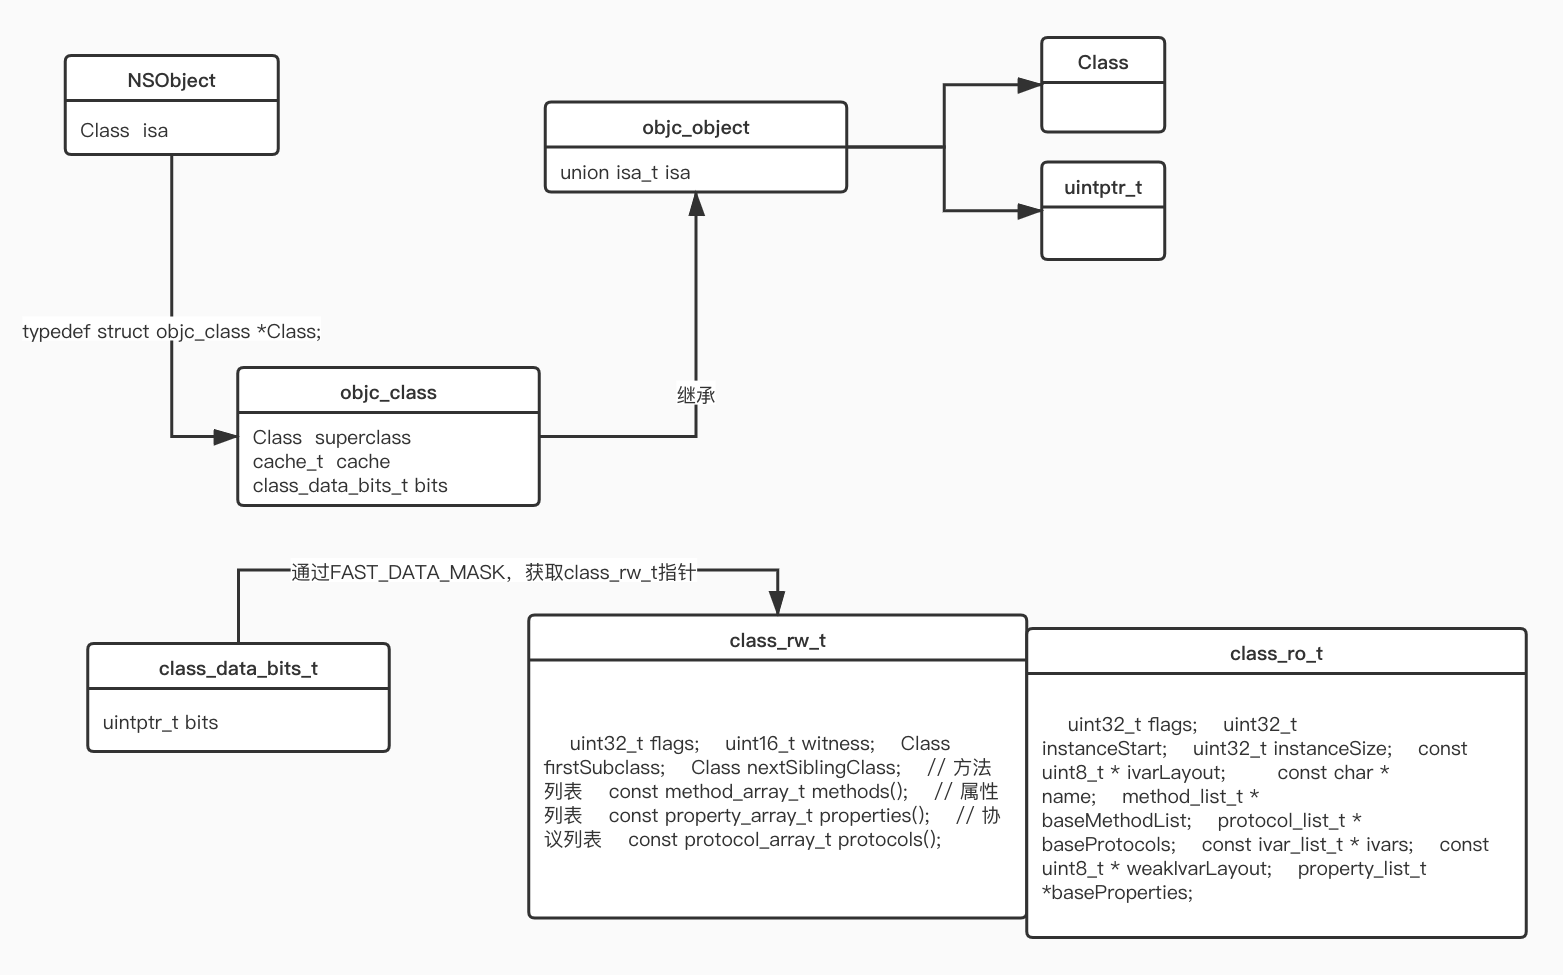 NSObject
Class  isa
typedef struct objc_class *Class;
objc_class
Class  superclass
cache_t  cache
class_data_bits_t bits
继承
objc_object
union isa_t isa
Class
uintptr_t
通过FAST_DATA_MASK，获取class_rw_t指针
class_data_bits_t
uintptr_t bits
class_rw_t
uint32_t flags;    uint16_t witness;    Class
firstSubclass;    Class nextSiblingClass;    // 方法
列表    const method_array_t methods();    // 属性
列表    const property_array_t properties();    // 协
议列表    const protocol_array_t protocols();
class_ro_t
uint32_t flags;    uint32_t
instanceStart;    uint32_t instanceSize;    const
uint8_t * ivarLayout;        const char *
name;    method_list_t *
baseMethodList;    protocol_list_t *
baseProtocols;    const ivar_list_t * ivars;    const
uint8_t * weakIvarLayout;    property_list_t
*baseProperties;